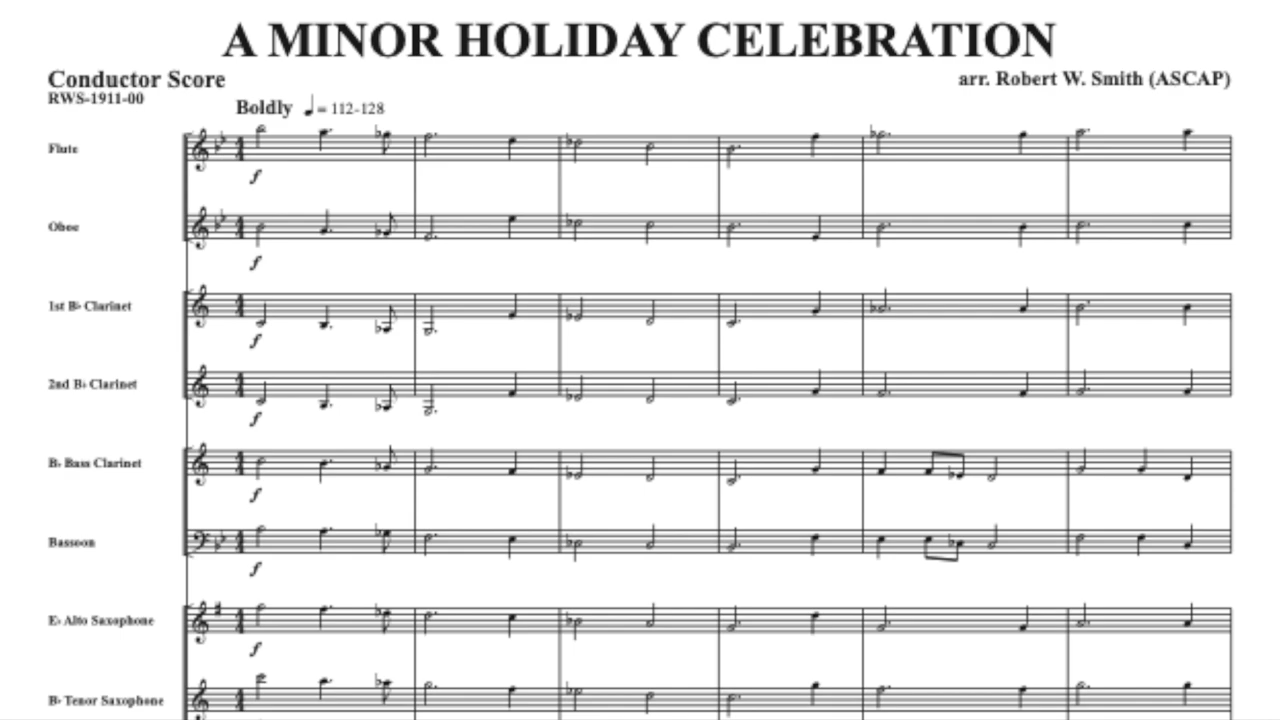 A MINOR HOLIDAY CELEBRATION
Conductor Score
arr. Robert W. Smith (ASCAP)
RWS-1911-00
Boldly ♩ = 112-128
Flute
f
Oboe
f
1st B♭ Clarinet
f
2nd B♭ Clarinet
f
B♭ Bass Clarinet
f
Bassoon
f
E♭ Alto Saxophone
f
B♭ Tenor Saxophone